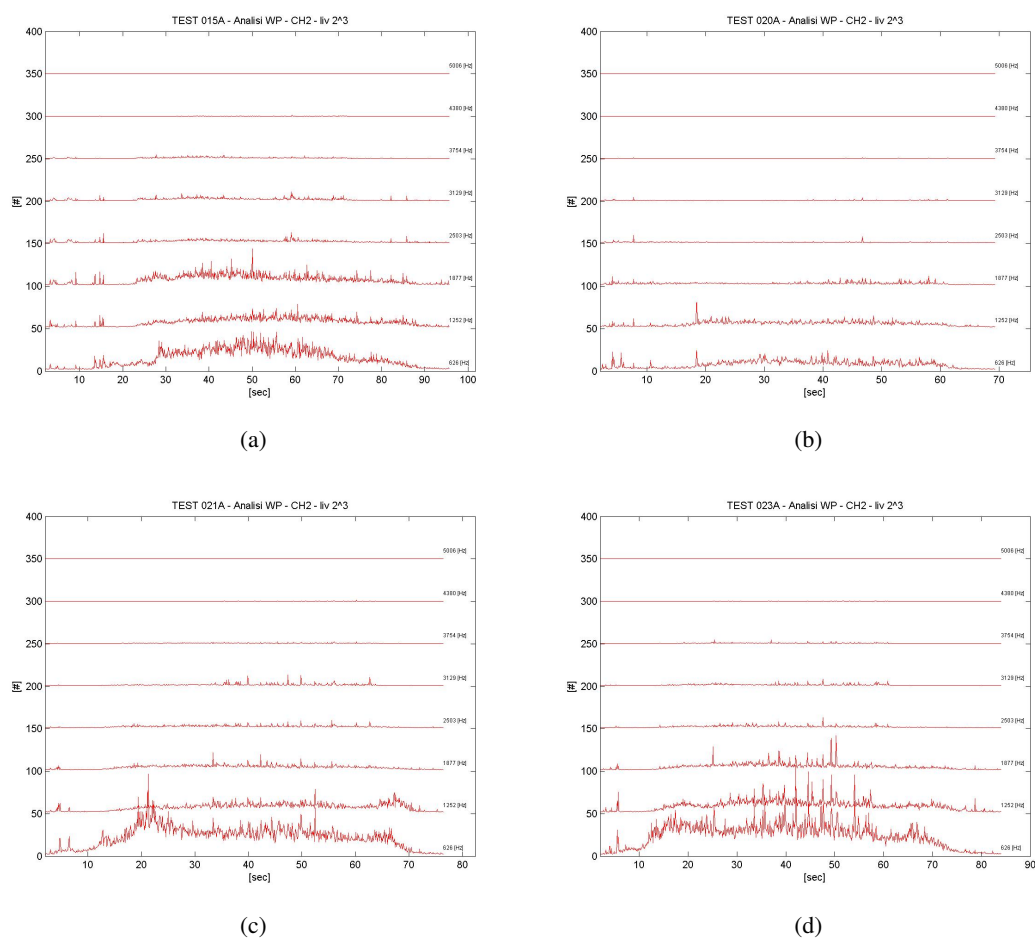 TEST 015A - Analisi WP - CH2 - liv 2^3
400
5006 [Hz]
350
4380 [Hz]
300
3754 [Hz]
250
3129 [Hz]
200
[#]
2503 [Hz]
150
1877 [Hz]
100
1252 [Hz]
50
626 [Hz]
0
10 20 30 40 50 60 70 80 90 100
[sec]
(a)
TEST 020A - Analisi WP - CH2 - liv 2^3
400
5006 [Hz]
350
4380 [Hz]
300
3754 [Hz]
250
3129 [Hz]
200
[#]
2503 [Hz]
150
1877 [Hz]
100
1252 [Hz]
50
626 [Hz]
0
10 20 30 40 50 60 70
[sec]
(b)
TEST 021A - Analisi WP - CH2 - liv 2^3
400
5006 [Hz]
350
4380 [Hz]
300
3754 [Hz]
250
3129 [Hz]
200
[#]
2503 [Hz]
150
1877 [Hz]
100
1252 [Hz]
50
626 [Hz]
0
10 20 30 40 50 60 70 80
[sec]
(c)
TEST 023A - Analisi WP - CH2 - liv 2^3
400
5006 [Hz]
350
4380 [Hz]
300
3754 [Hz]
250
3129 [Hz]
200
[#]
2503 [Hz]
150
1877 [Hz]
100
1252 [Hz]
50
626 [Hz]
0
10 20 30 40 50 60 70 80 90
[sec]
(d)